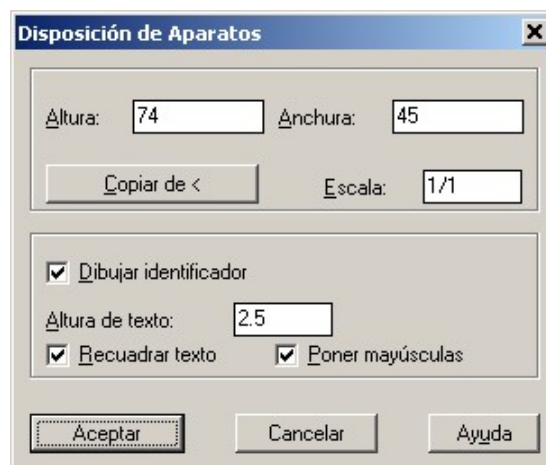 Disposición de Aparatos
Altura: 74 Anchura: 45
Copiar de < Escala: 1/1
Dibujar identificador
Altura de texto: 2.5
Recuadrar texto Poner mayúsculas
Aceptar Cancelar Ayuda